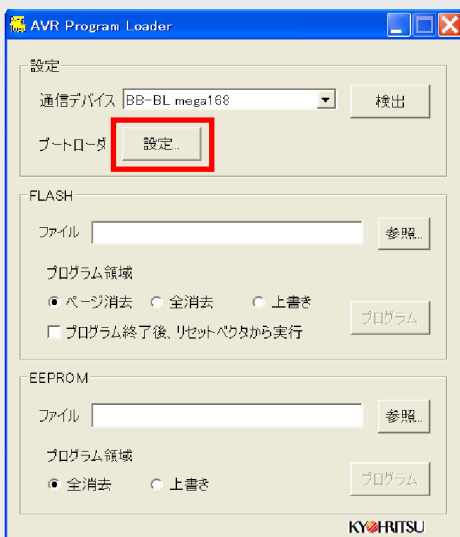 AVR Program Loader
設定
通信デバイス BB-BL mega168 検出
ブートローダ 設定...
FLASH
ファイル 参照...
プログラム領域
ページ消去 全消去 上書き
プログラム
プログラム終了後、リセットベクタから実行
EEPROM
ファイル 参照...
プログラム領域
全消去 上書き プログラム
KYOHRITSU